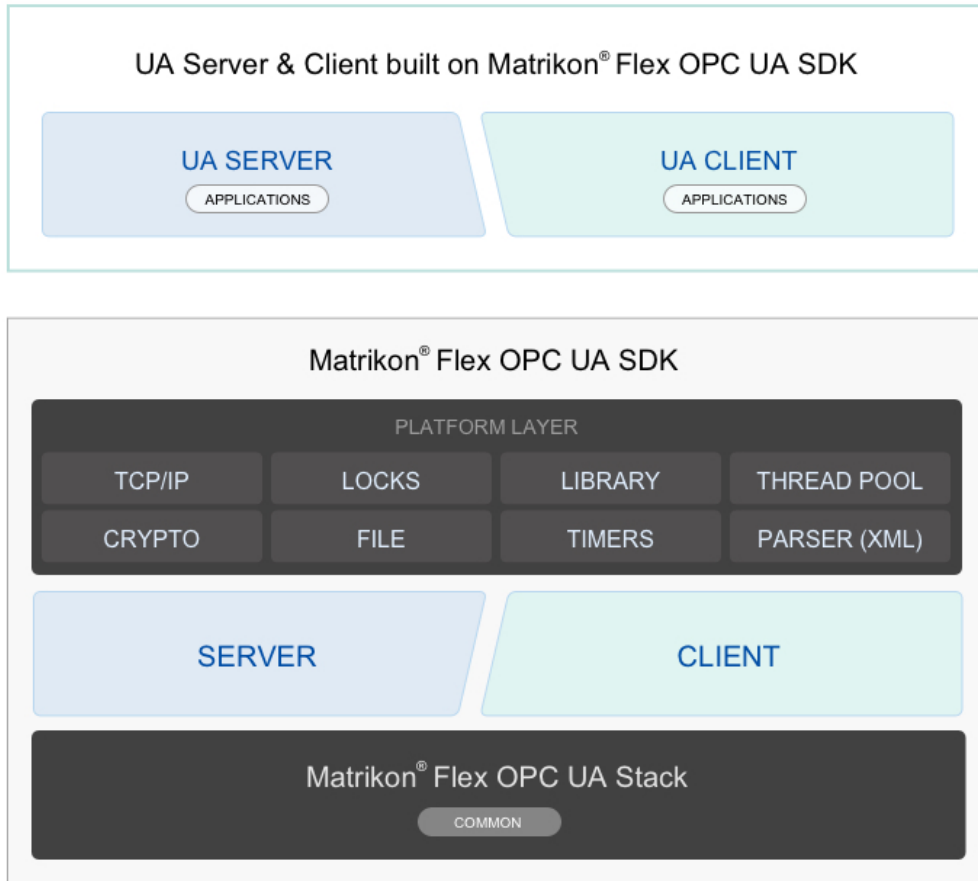 UA Server & Client built on Matrikon® Flex OPC UA SDK
UA SERVER
APPLICATIONS
UA CLIENT
APPLICATIONS
Matrikon® Flex OPC UA SDK
PLATFORM LAYER
TCP/IP
LOCKS
LIBRARY
THREAD POOL
CRYPTO
FILE
TIMERS
PARSER (XML)
SERVER
CLIENT
Matrikon® Flex OPC UA Stack
COMMON